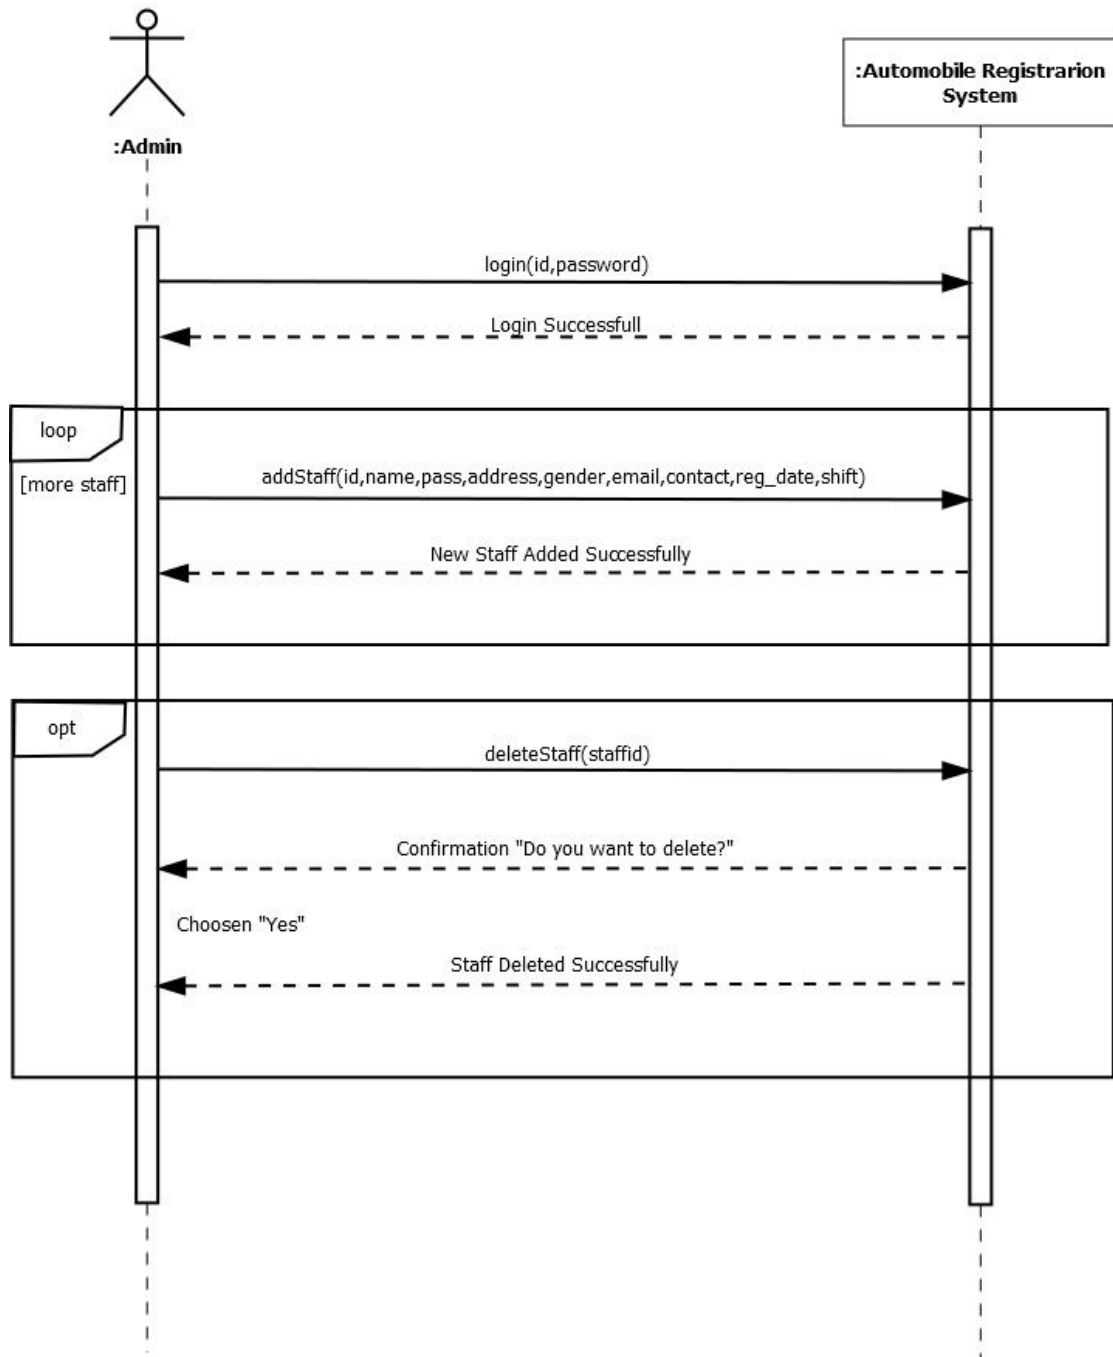 :Admin
:Automobile Registrarion
System
login(id,password)
Login Successfull
loop
[more staff]
addStaff(id,name,pass,address,gender,email,contact,reg_date,shift)
New Staff Added Successfully
opt
deleteStaff(staffid)
Confirmation "Do you want to delete?"
Choosen "Yes"
Staff Deleted Successfully